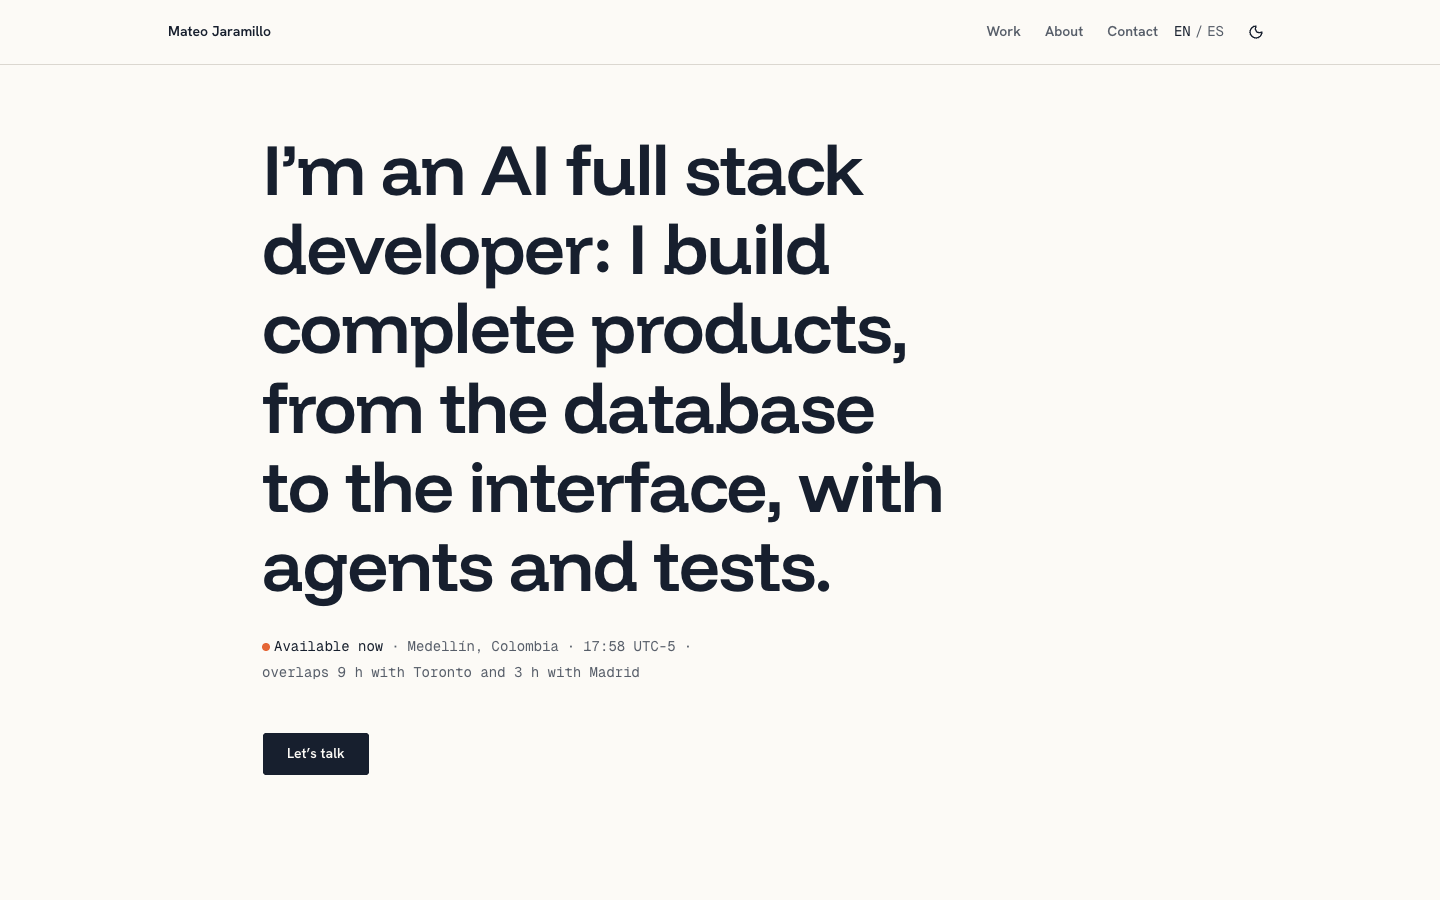 Mateo Jaramillo
Work About Contact EN / ES
I’m an AI full stack
developer: I build
complete products,
from the database
to the interface, with
agents and tests.
Available now · Medellín, Colombia · 17:58 UTC-5 ·
overlaps 9 h with Toronto and 3 h with Madrid
Let’s talk